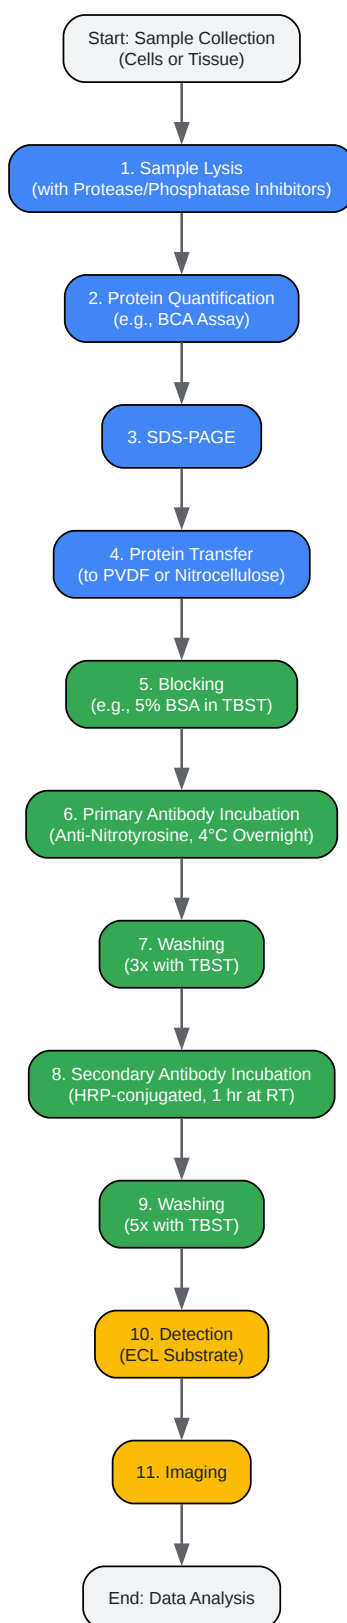 Start: Sample Collection
(Cells or Tissue)
1. Sample Lysis
(with Protease/Phosphatase Inhibitors)
2. Protein Quantification
(e.g., BCA Assay)
3. SDS-PAGE
4. Protein Transfer
(to PVDF or Nitrocellulose)
5. Blocking
(e.g., 5% BSA in TBST)
6. Primary Antibody Incubation
(Anti-Nitrotyrosine, 4°C Overnight)
7. Washing
(3x with TBST)
8. Secondary Antibody Incubation
(HRP-conjugated, 1 hr at RT)
9. Washing
(5x with TBST)
10. Detection
(ECL Substrate)
11. Imaging
End: Data Analysis